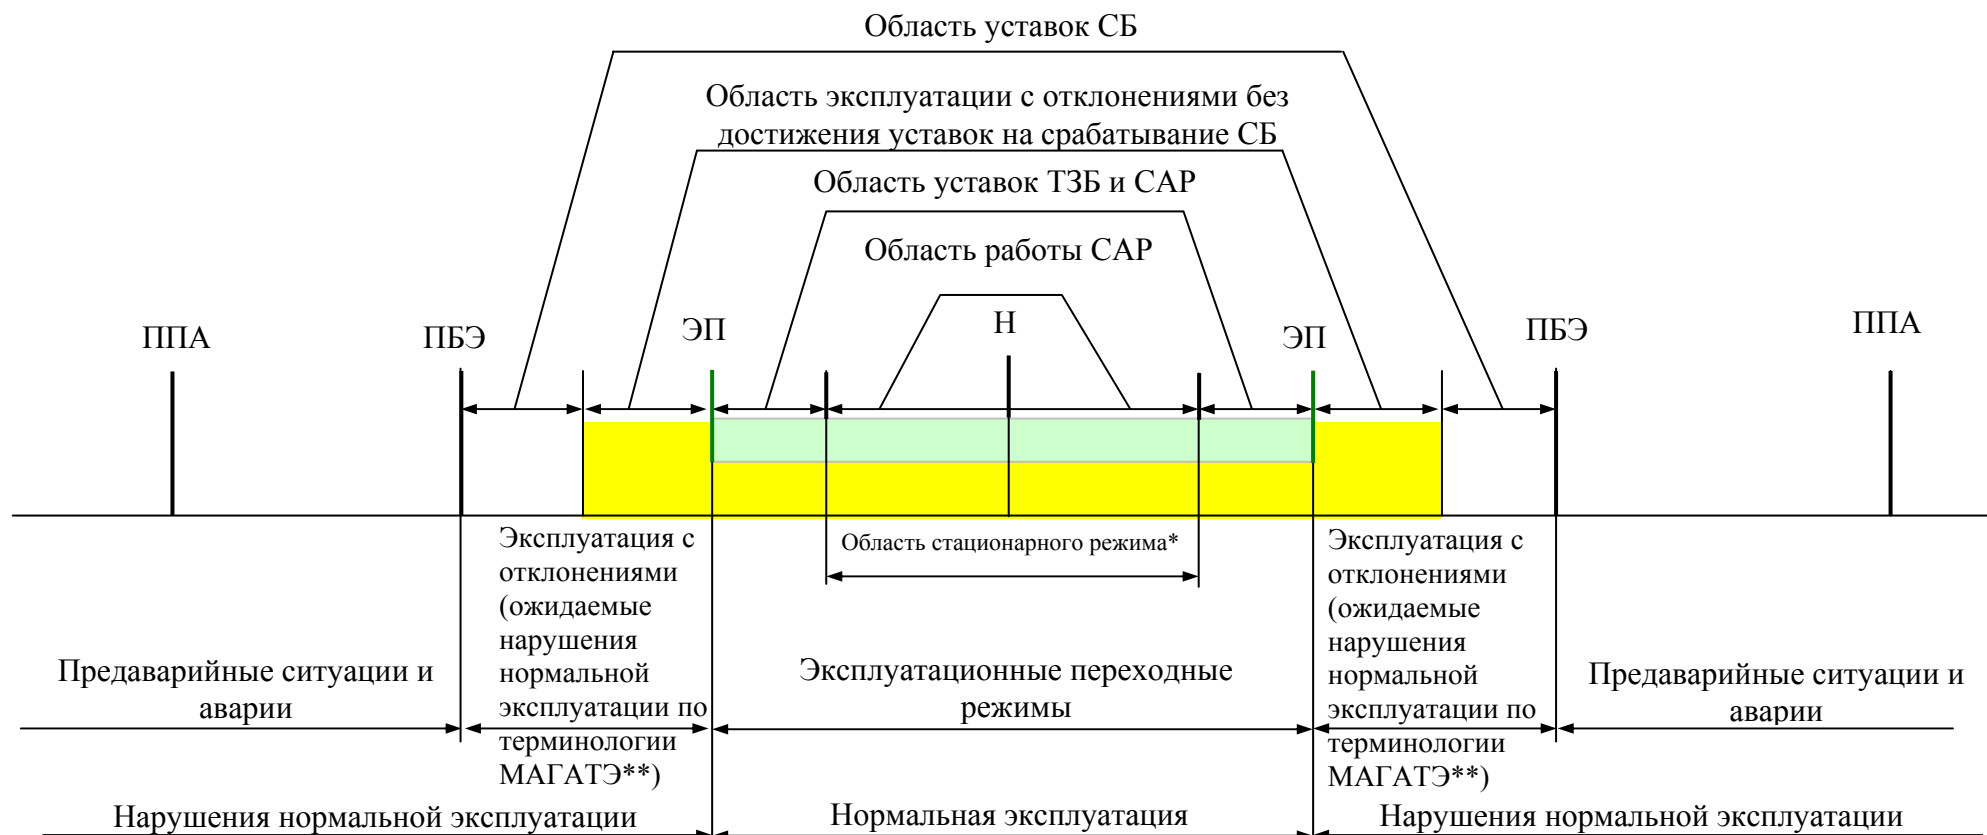 Область уставок СБ
Область эксплуатации с отклонениями без
достижения уставок на срабатывание СБ
Область уставок ТЗБ и САР
Область работы САР
ППА
ПБЭ
ЭП
Н
ЭП
ПБЭ
ППА
Область стационарного режима*
Эксплуатация с
отклонениями
(ожидаемые
нарушения
нормальной
эксплуатации по
терминологии
МАГАТЭ**)
Эксплуатация с
отклонениями
(ожидаемые
нарушения
нормальной
эксплуатации по
терминологии
МАГАТЭ**)
Предаварийные ситуации и
аварии
Эксплуатационные переходные
режимы
Предаварийные ситуации и
аварии
Нарушения нормальной эксплуатации
Нормальная эксплуатация
Нарушения нормальной эксплуатации